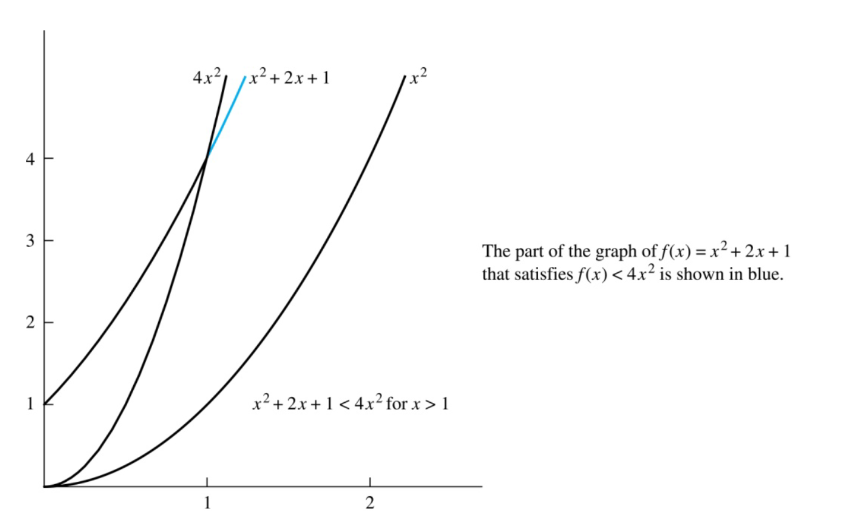 4x² x² + 2x + 1 x²
4
3
The part of the graph of f(x) = x² + 2x + 1
that satisfies f(x) < 4x² is shown in blue.
2
1
x² + 2x + 1 < 4x² for x > 1
1 2